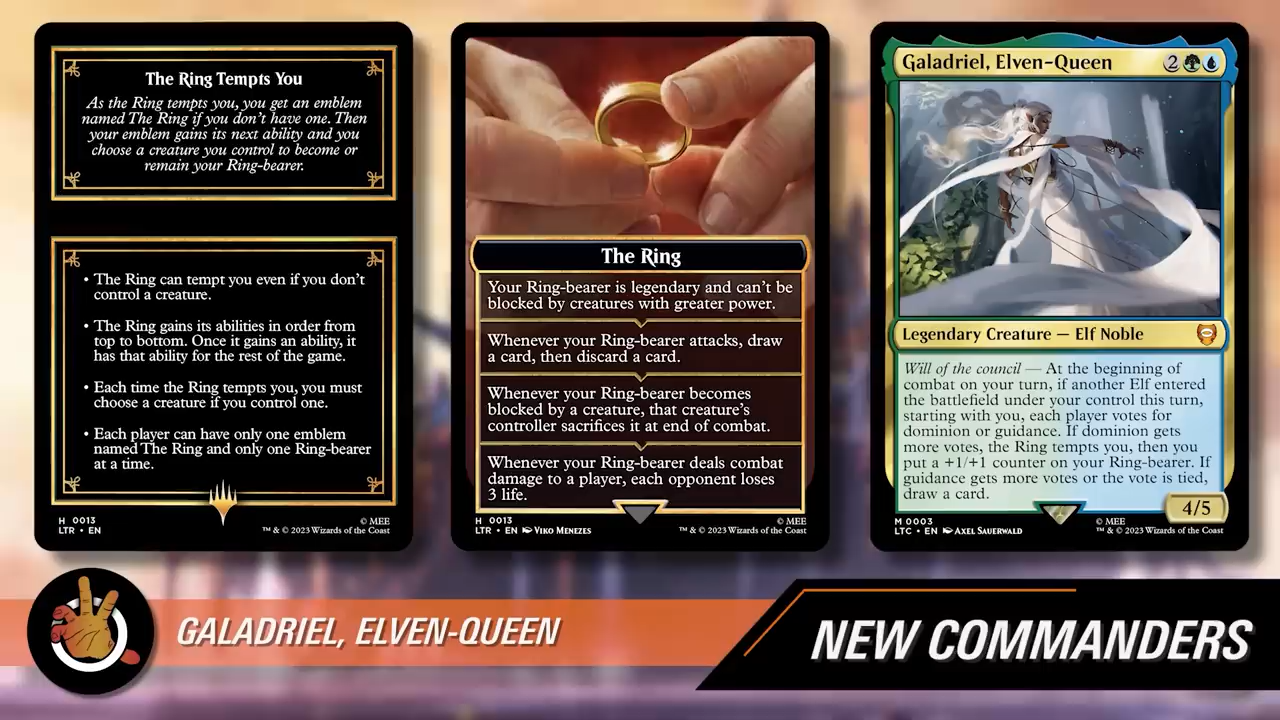 The Ring Tempts You
As the Ring tempts you, you get an emblem
named The Ring if you don't have one. Then
your emblem gains its next ability and you
choose a creature you control to become or
remain your Ring-bearer.
• The Ring can tempt you even if you don't
control a creature.
• The Ring gains its abilities in order from
top to bottom. Once it gains an ability, it
has that ability for the rest of the game.
• Each time the Ring tempts you, you must
choose a creature if you control one.
• Each player can have only one emblem
named The Ring and only one Ring-bearer
at a time.
H 0013
LTR • EN
© MEE
™ & © 2023 Wizards of the Coast
The Ring
Your Ring-bearer is legendary and can't be
blocked by creatures with greater power.
Whenever your Ring-bearer attacks, draw
a card, then discard a card.
Whenever your Ring-bearer becomes
blocked by a creature, that creature's
controller sacrifices it at end of combat.
Whenever your Ring-bearer deals combat
damage to a player, each opponent loses
3 life.
H 0013
LTR • EN Viko Menezes
© MEE
™ & © 2023 Wizards of the Coast
Galadriel, Elven-Queen 2
Legendary Creature — Elf Noble
Will of the council — At the beginning of
combat on your turn, if another Elf entered
the battlefield under your control this turn,
starting with you, each player votes for
dominion or guidance. If dominion gets
more votes, the Ring tempts you, then you
put a +1/+1 counter on your Ring-bearer. If
guidance gets more votes or the vote is tied,
draw a card.
4/5
M 0003
LTC • EN Axel Sauerwald
© MEE
™ & © 2023 Wizards of the Coast
GALADRIEL, ELVEN-QUEEN
NEW COMMANDERS